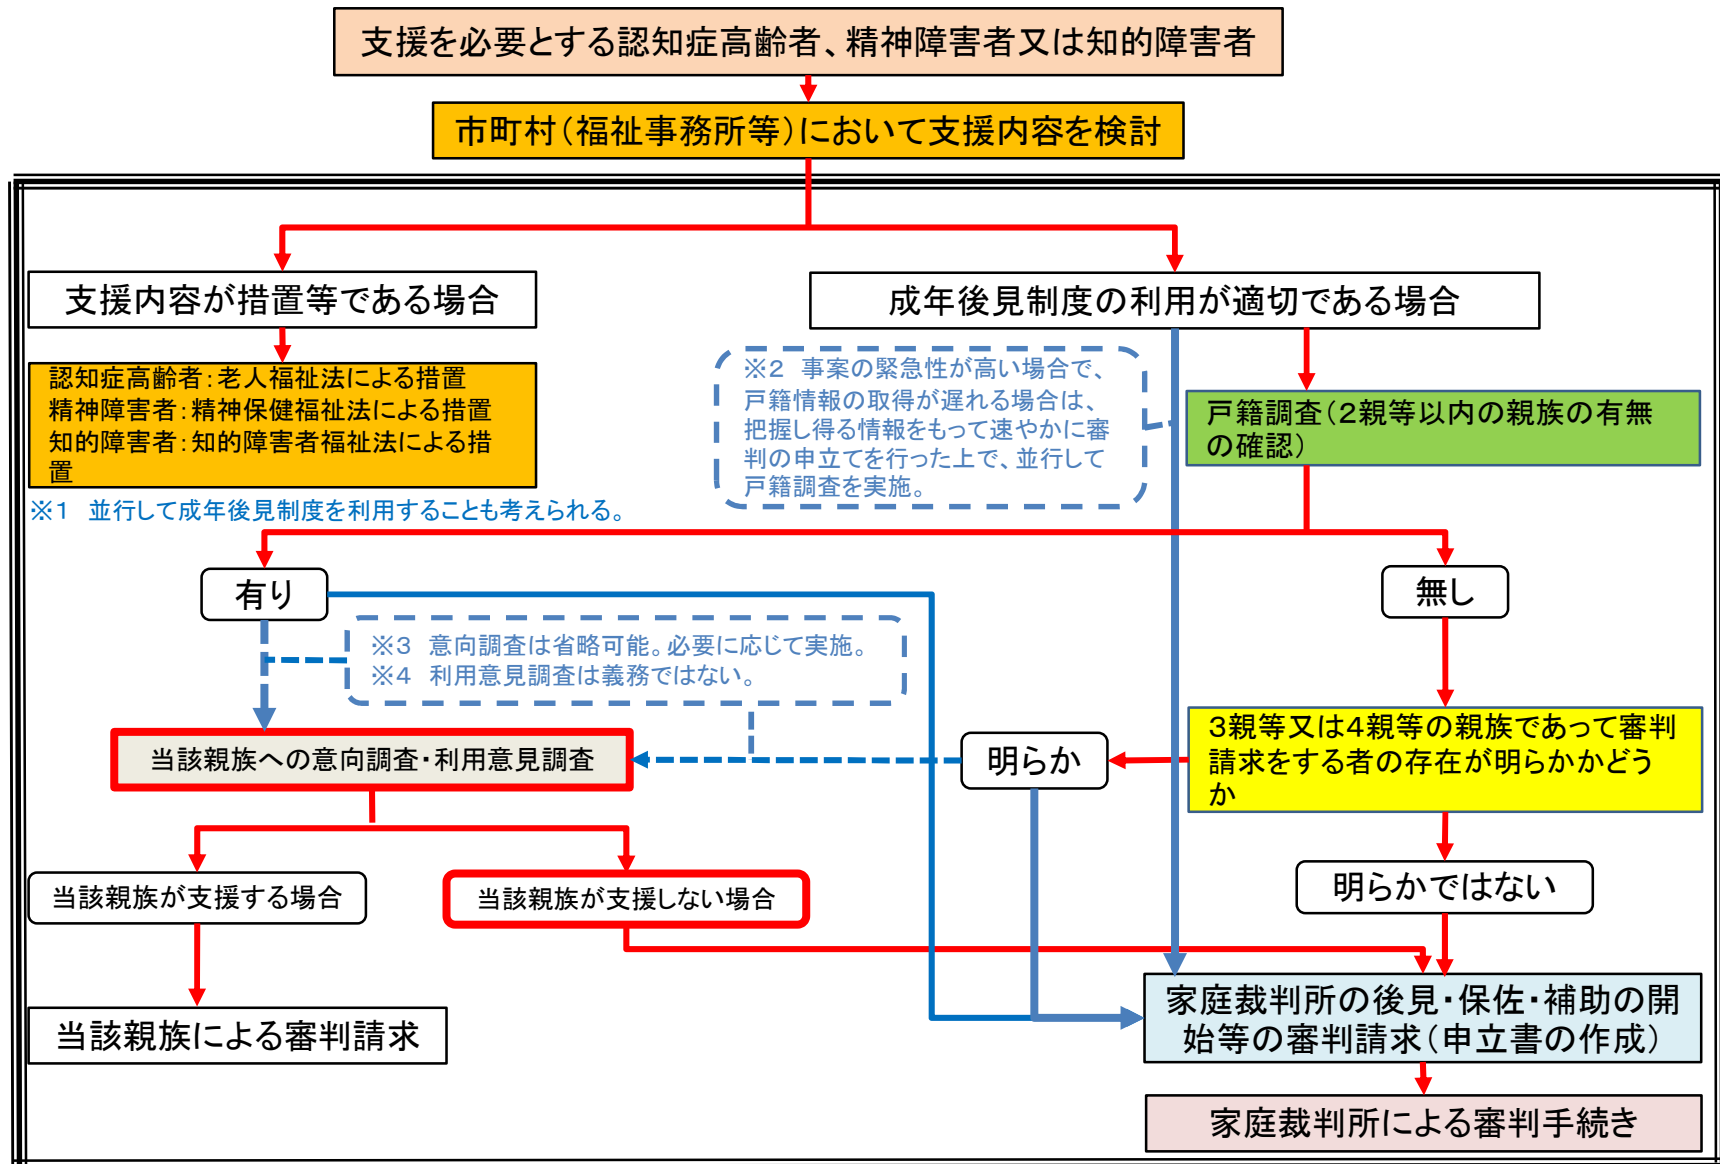 支援を必要とする認知症高齢者、精神障害者又は知的障害者
市町村（福祉事務所等）において支援内容を検討
支援内容が措置等である場合
成年後見制度の利用が適切である場合
認知症高齢者：老人福祉法による措置
精神障害者：精神保健福祉法による措置
知的障害者：知的障害者福祉法による措
置
※1　並行して成年後見制度を利用することも考えられる。
※2　事案の緊急性が高い場合で、
戸籍情報の取得が遅れる場合は、
把握し得る情報をもって速やかに審
判の申立てを行った上で、並行して
戸籍調査を実施。
戸籍調査（2親等以内の親族の有無
の確認）
有り
無し
※3　意向調査は省略可能。必要に応じて実施。
※4　利用意見調査は義務ではない。
当該親族への意向調査・利用意見調査
明らか
3親等又は4親等の親族であって審判
請求をする者の存在が明らかかどう
か
当該親族が支援する場合
当該親族が支援しない場合
明らかではない
当該親族による審判請求
家庭裁判所の後見・保佐・補助の開
始等の審判請求（申立書の作成）
家庭裁判所による審判手続き